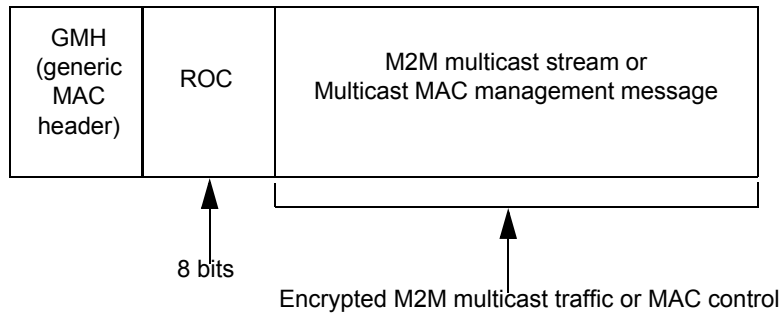 GMH
(generic
MAC
header)
ROC
M2M multicast stream or
Multicast MAC management message
8 bits
Encrypted M2M multicast traffic or MAC control